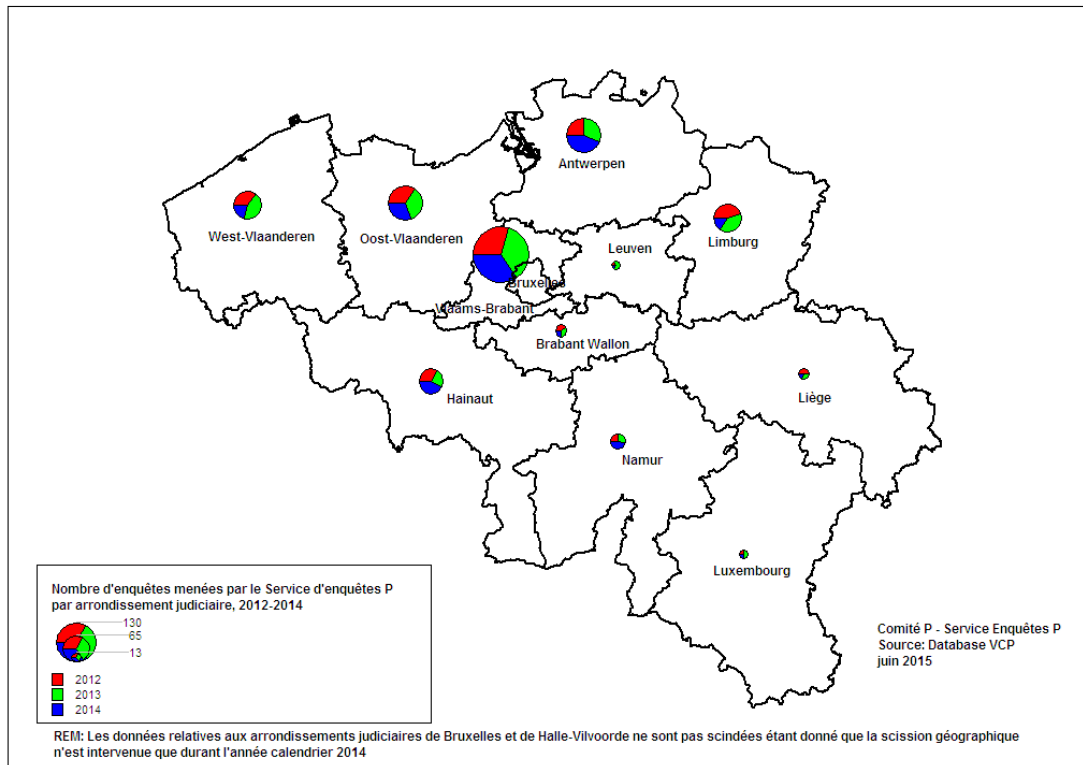 Antwerpen
West-Vlaanderen
Oost-Vlaanderen
Limburg
Leuven
Bruxelles
Vlaams-Brabant
Brabant Wallon
Hainaut
Liège
Namur
Luxembourg
Nombre d'enquêtes menées par le Service d'enquêtes P
par arrondissement judiciaire, 2012-2014
130
65
13
2012
2013
2014
Comité P - Service Enquêtes P
Source: Database VCP
juin 2015
REM: Les données relatives aux arrondissements judiciaires de Bruxelles et de Halle-Vilvoorde ne sont pas scindées étant donné que la scission géographique
n'est intervenue que durant l'année calendrier 2014